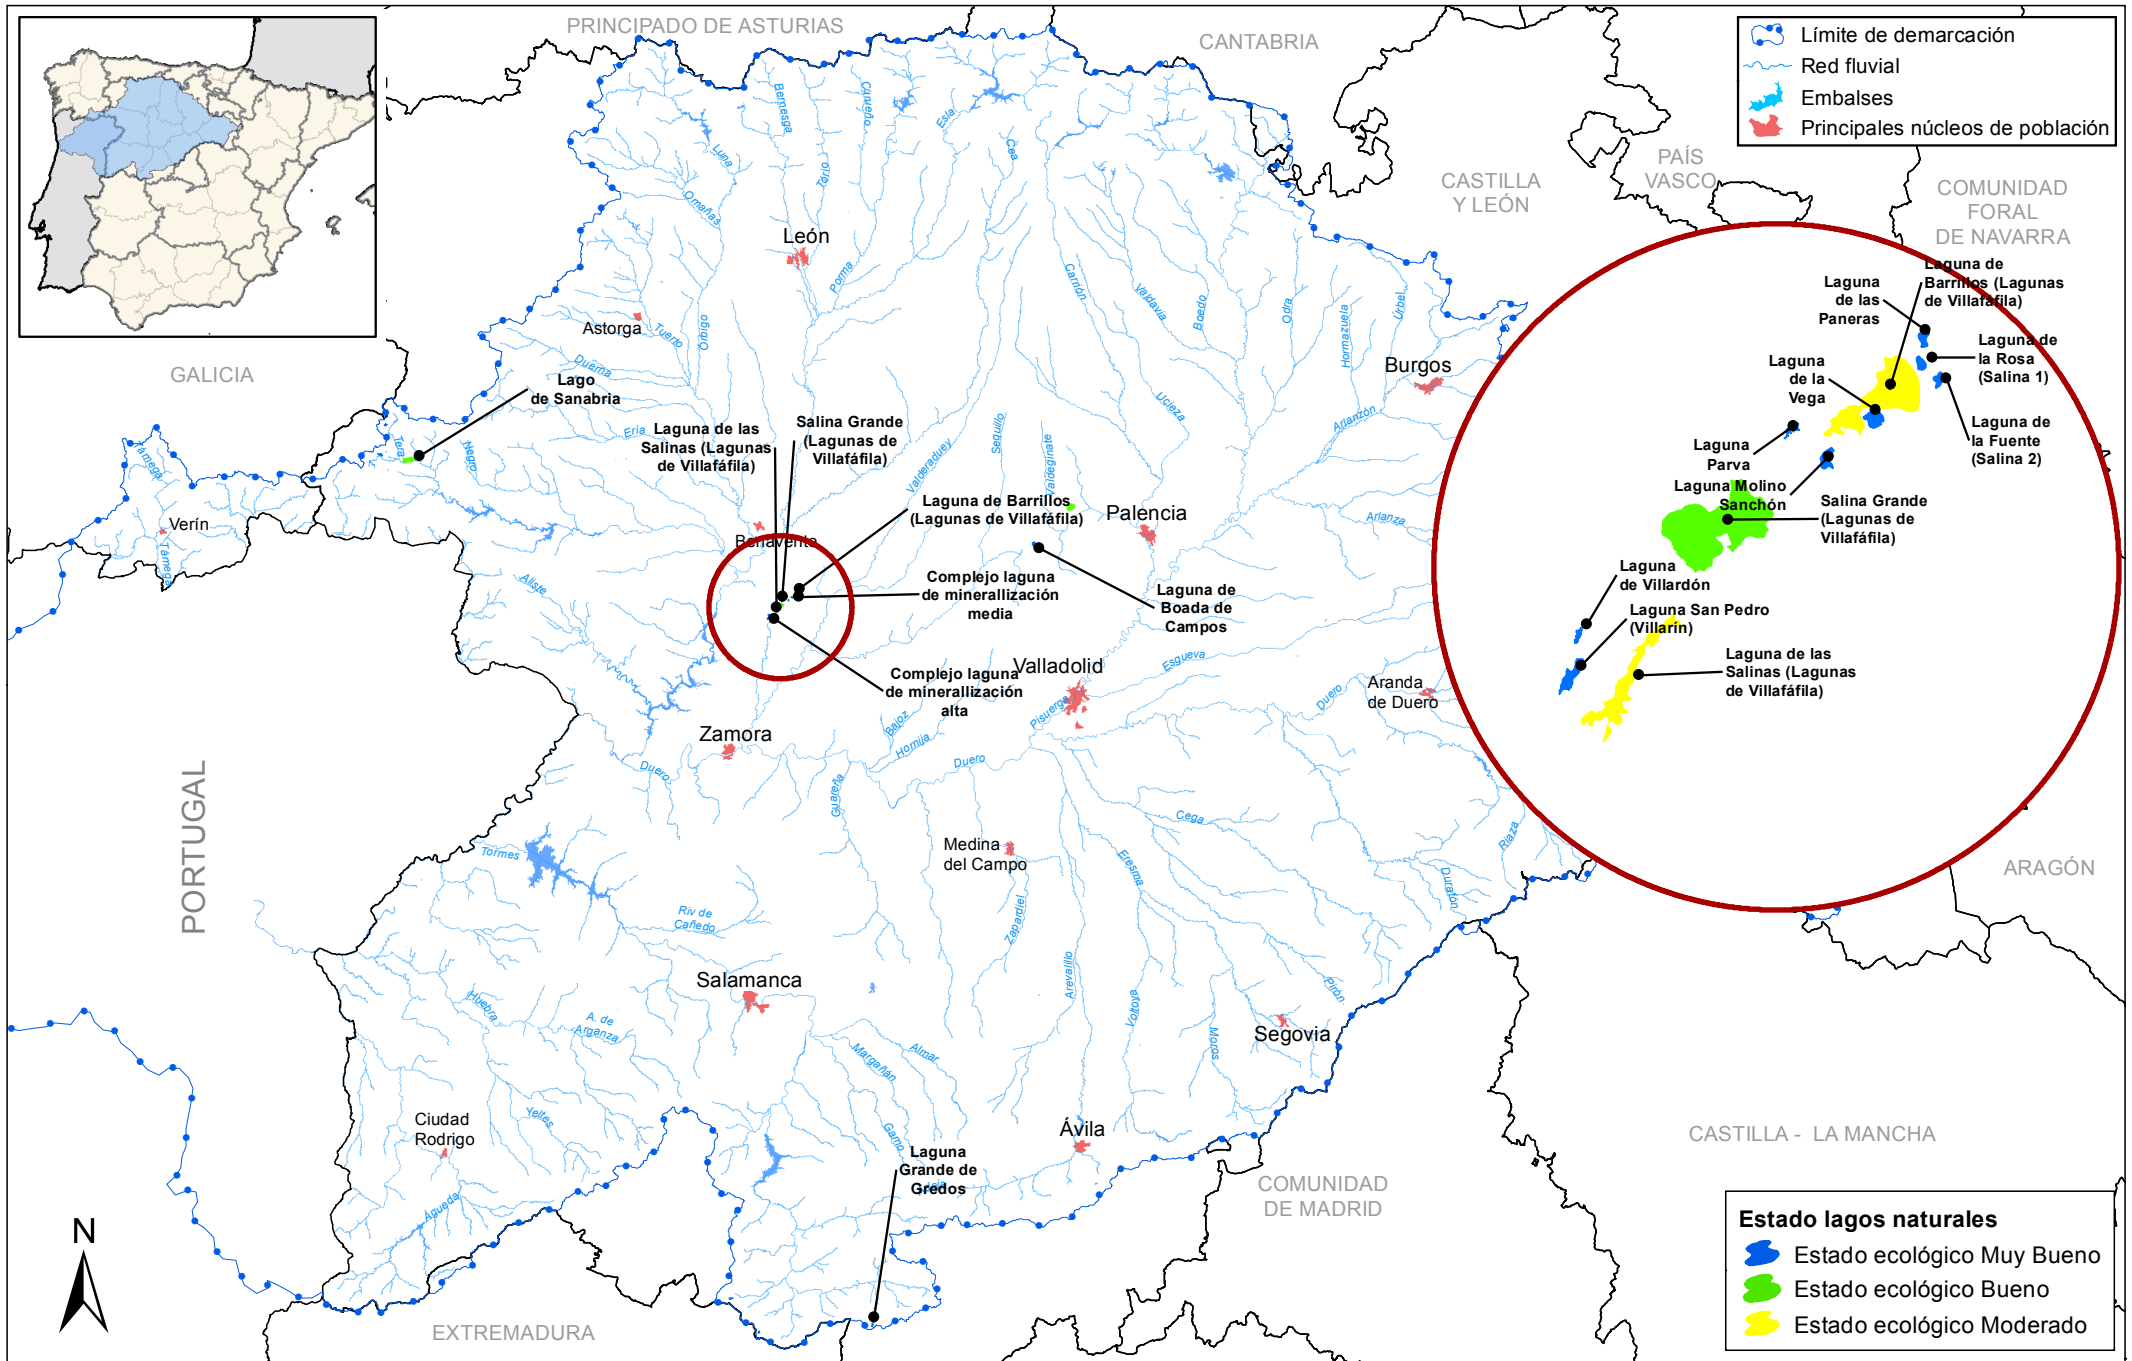 PRINCIPADO DE ASTURIAS
CANTABRIA
Límite de demarcación
Red fluvial
Embalses
Principales núcleos de población
PAÍS
VASCO
CASTILLA
Y LEÓN
COMUNIDAD
FORAL
DE NAVARRA
GALICIA
PORTUGAL
EXTREMADURA
COMUNIDAD
DE MADRID
CASTILLA - LA MANCHA
ARAGÓN
Bernesga
Curueño
Esla
Cea
Luna
Torío
Omañas
León
Porma
Carrión
Valdavia
Boedo
Odra
Hormazuela
Urbel
Astorga
Tuerto
Orbigo
Duerna
Burgos
Lago
de Sanabria
Ucieza
Arlanzón
Eria
Laguna de las
Salinas (Lagunas
de Villafáfila)
Salina Grande
(Lagunas de
Villafáfila)
Valderaduey
Sequillo
Valdeginate
Támega
Tera
Negro
Laguna de Barrillos
(Lagunas de Villafáfila)
Palencia
Arlanza
Verín
Támega
Benavente
Aliste
Complejo laguna
de minerallización
media
Laguna de
Boada de
Campos
Complejo laguna
de minerallización
alta
Valladolid
Esgueva
Pisuerga
Duero
Aranda
de Duero
Bajoz
Hornija
Zamora
Duero
Duero
Guareña
Cega
Riaza
Medina
del Campo
Eresma
Duratón
Tormes
Zapardiel
Riv de
Cañedo
Arevalillo
Voltoya
Pirón
Salamanca
Huebra
A. de
Arganza
Segovia
Moros
Almar
Margañán
Yeltes
Ciudad
Rodrigo
Gamo
Ávila
Laguna
Grande de
Gredos
Águeda
N
Laguna de
Barrillos (Lagunas
de Villafáfila)
Laguna
de las
Paneras
Laguna de
la Rosa
(Salina 1)
Laguna
de la
Vega
Laguna de
la Fuente
(Salina 2)
Laguna
Parva
Laguna Molino
Sanchón
Salina Grande
(Lagunas de
Villafáfila)
Laguna
de Villardón
Laguna San Pedro
(Villarín)
Laguna de las
Salinas (Lagunas
de Villafáfila)
Estado lagos naturales
Estado ecológico Muy Bueno
Estado ecológico Bueno
Estado ecológico Moderado